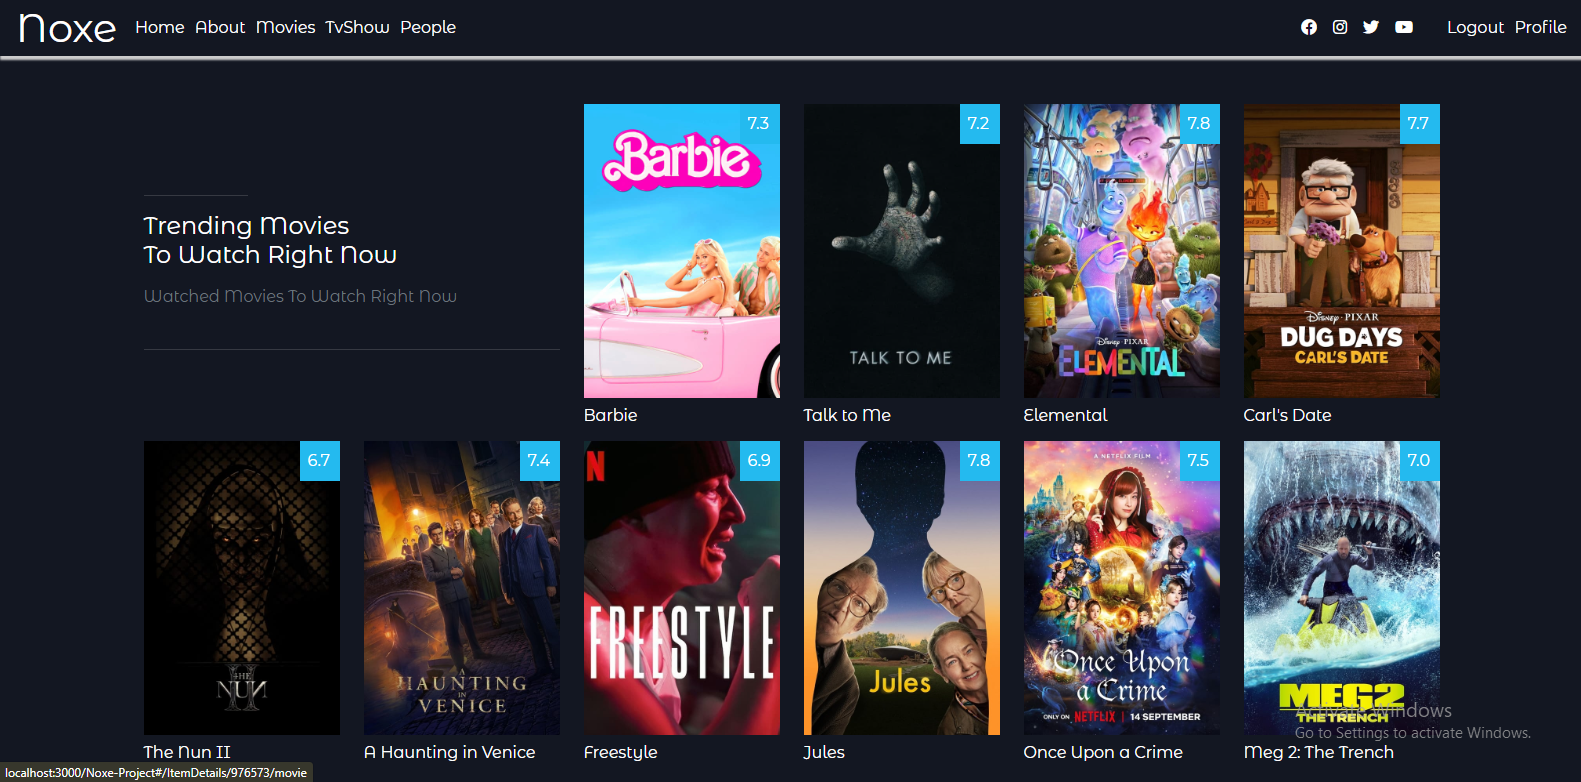 Noxe Home About Movies TvShow People Logout Profile
Trending Movies
To Watch Right Now
Watched Movies To Watch Right Now
7.3
Barbie
Barbie
7.2
TALK TO ME
Talk to Me
7.8
Disney · PIXAR
ELEMENTAL
Elemental
7.7
Disney · PIXAR
DUG DAYS
CARL'S DATE
Carl's Date
6.7
THE
NUN
II
The Nun II
7.4
A
HAUNTING
IN
VENICE
A Haunting in Venice
6.9
N
FREESTYLE
Freestyle
7.8
Jules
Jules
A NETFLIX FILM
7.5
Once Upon
a Crime
ONLY ON NETFLIX | 14 SEPTEMBER
Once Upon a Crime
7.0
MEG2
THE TRENCH
Meg 2: The Trench
Activate Windows
Go to Settings to activate Windows.
localhost:3000/Noxe-Project#/ItemDetails/976573/movie